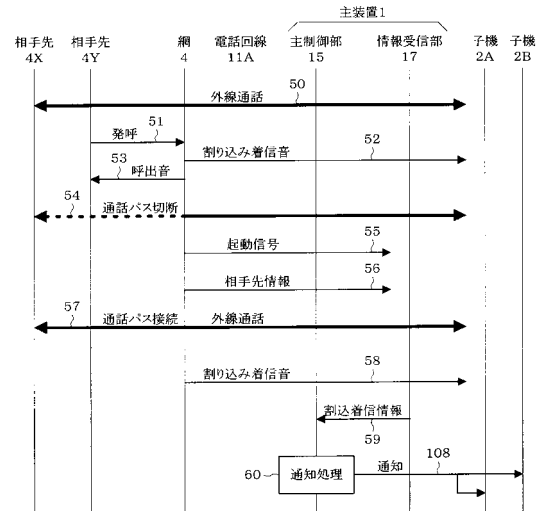 主装置1
相手先 相手先 網 電話回線 主制御部 情報受信部 子機 子機
4X 4Y 4 11A 15 17 2A 2B
50
外線通話
51
発呼
52
割り込み着信音
53
呼出音
54
通話パス切断
55
起動信号
56
相手先情報
57
通話パス接続 外線通話
58
割り込み着信音
割込着信情報
59
108
60 通知処理 通知